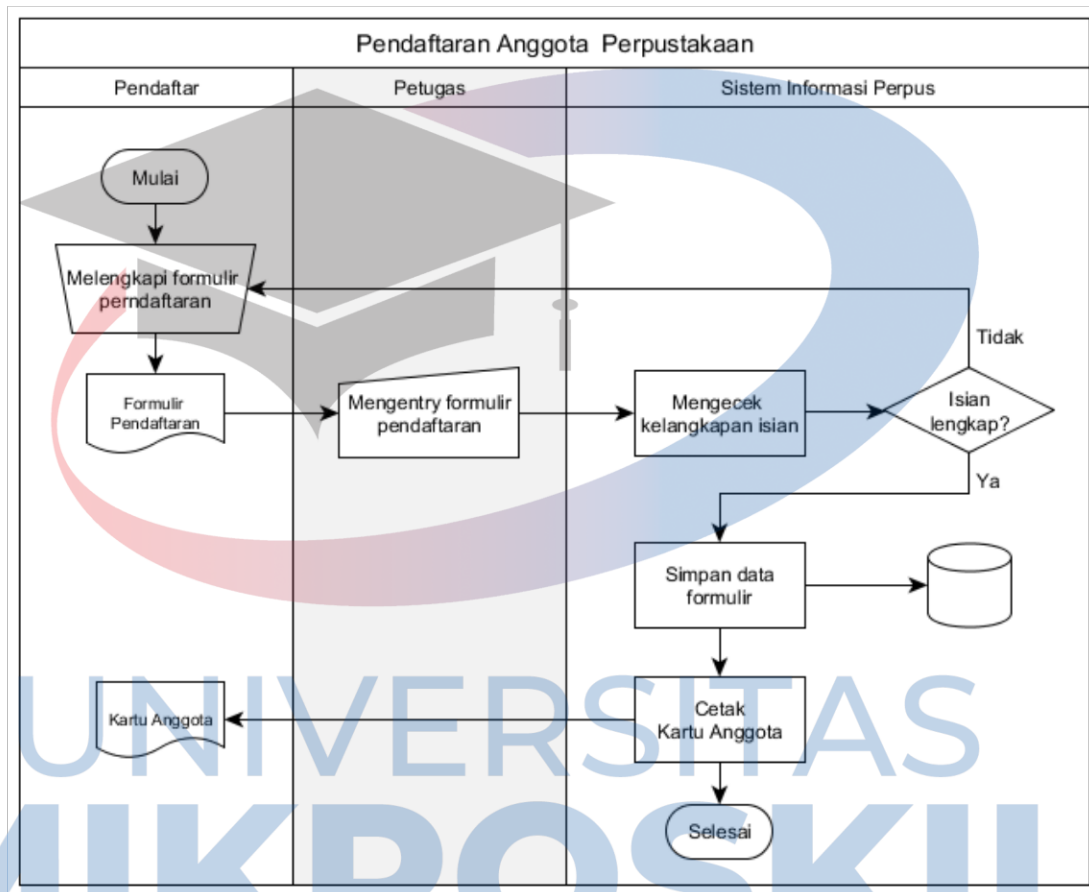 Pendaftaran Anggota Perpustakaan
Pendaftar
Petugas
Sistem Informasi Perpus
Mulai
Melengkapi formulir
perndaftaran
Tidak
Formulir
Pendaftaran
Mengentry formulir
pendaftaran
Mengecek
kelangkapan isian
Isian
lengkap?
Ya
Simpan data
formulir
Kartu Anggota
Cetak
Kartu Anggota
Selesai
UNIVERSITAS
MIKROSKIL